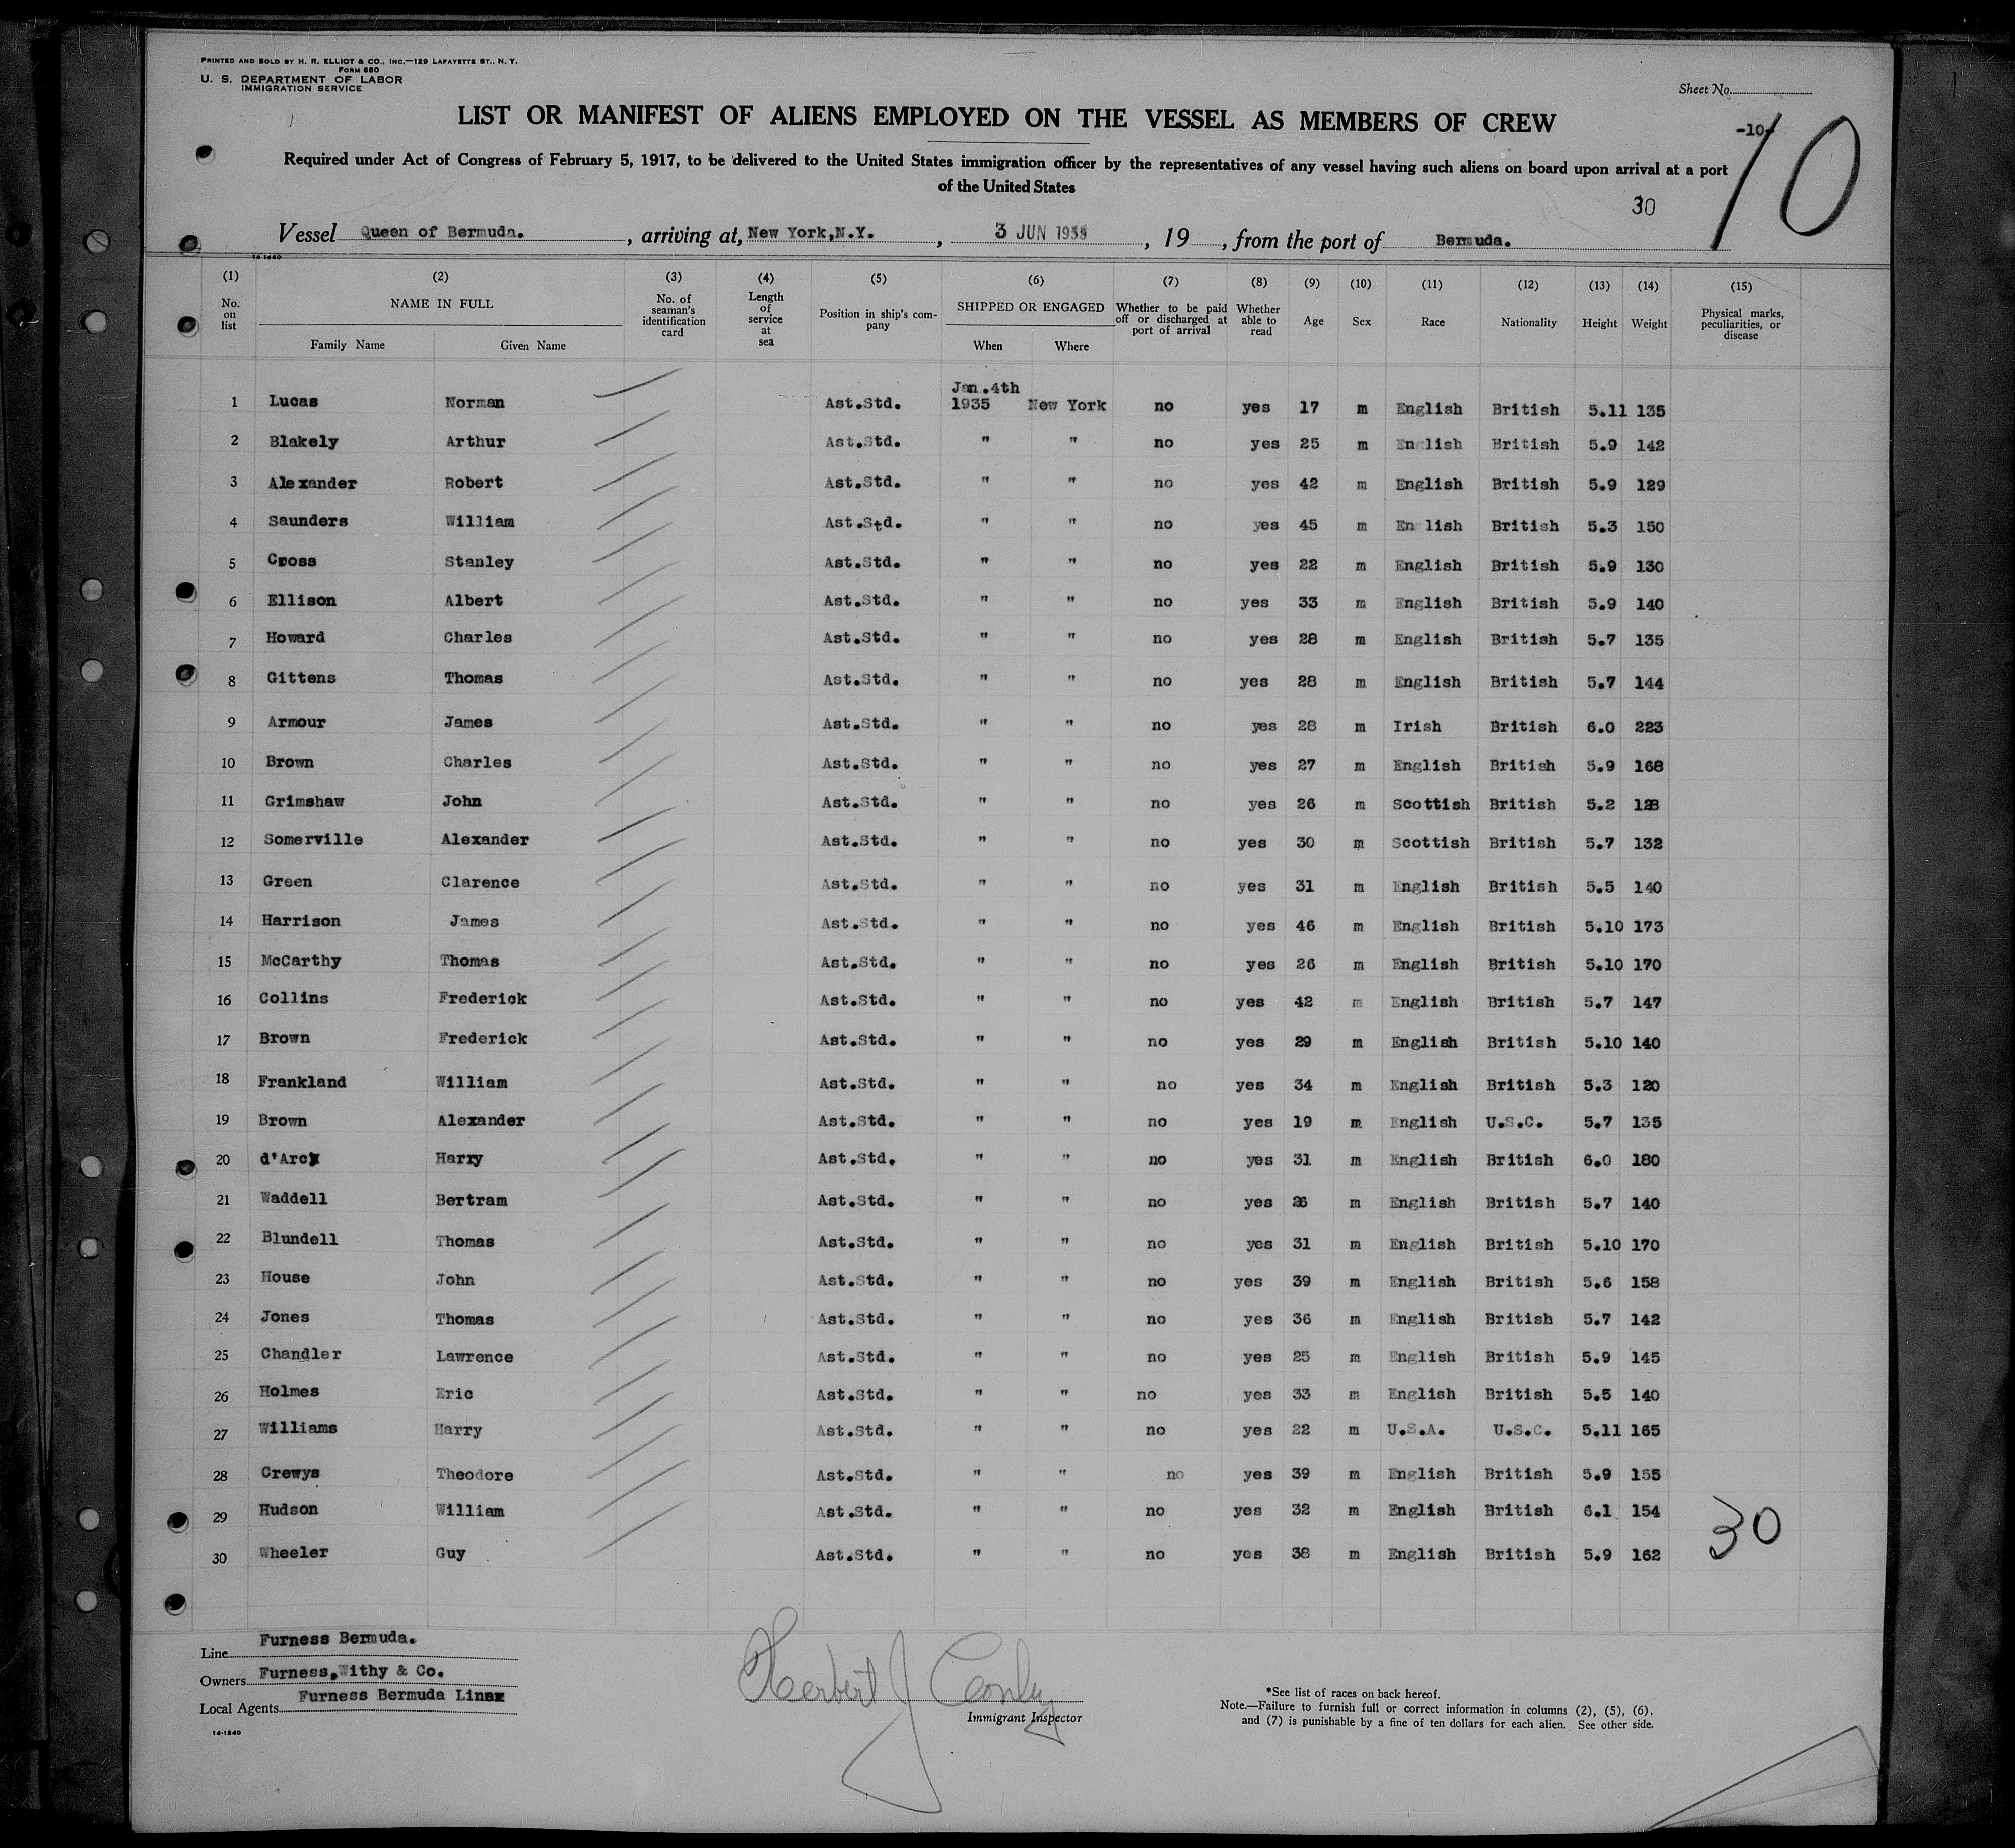 PRINTED AND SOLD BY H. R. ELLIOT & CO., INC.—129 LAFAYETTE ST., N. Y.
FORM 680
U. S. DEPARTMENT OF LABOR
IMMIGRATION SERVICE
Sheet No.
LIST OR MANIFEST OF ALIENS EMPLOYED ON THE VESSEL AS MEMBERS OF CREW
-10-
10
Required under Act of Congress of February 5, 1917, to be delivered to the United States immigration officer by the representatives of any vessel having such aliens on board upon arrival at a port
of the United States
30
Vessel Queen of Bermuda. , arriving at, New York,N.Y. , 3 JUN 1935 , 19 , from the port of Bermuda.
14-1240
(1) (2) (3) (4) (5) (6) (7) (8) (9) (10) (11) (12) (13) (14) (15)
No. on list NAME IN FULL Family Name Given Name No. of seaman's identification card Length of service at sea Position in ship's company SHIPPED OR ENGAGED When Where Whether to be paid off or discharged at port of arrival Whether able to read Age Sex Race Nationality Height Weight Physical marks, peculiarities, or disease
Jan.4th
1 Lucas Norman Ast.Std. 1935 New York no yes 17 m English British 5.11 135
2 Blakely Arthur Ast.Std. " " no yes 25 m English British 5.9 142
3 Alexander Robert Ast.Std. " " no yes 42 m English British 5.9 129
4 Saunders William Ast.Std. " " no yes 45 m En lish British 5.3 150
5 Cross Stanley Ast.Std. " " no yes 22 m English British 5.9 130
6 Ellison Albert Ast.Std. " " no yes 33 m English British 5.9 140
7 Howard Charles Ast.Std. " " no yes 28 m English British 5.7 135
8 Gittens Thomas Ast.Std. " " no yes 28 m English British 5.7 144
9 Armour James Ast.Std. " " no yes 28 m Irish British 6.0 223
10 Brown Charles Ast.Std. " " no yes 27 m English British 5.9 168
11 Grimshaw John Ast.Std. " " no yes 26 m Scottish British 5.2 128
12 Somerville Alexander Ast.Std. " " no yes 30 m Scottish British 5.7 132
13 Green Clarence Ast.Std. " " no yes 31 m English British 5.5 140
14 Harrison James Ast.Std. " " no yes 46 m English British 5.10 173
15 McCarthy Thomas Ast.Std. " " no yes 26 m English British 5.10 170
16 Collins Frederick Ast.Std. " " no yes 42 m English British 5.7 147
17 Brown Frederick Ast.Std. " " no yes 29 m English British 5.10 140
18 Frankland William Ast.Std. " " no yes 34 m English British 5.3 120
19 Brown Alexander Ast.Std. " " no yes 19 m English U.S.C. 5.7 135
20 d'Arcy Harry Ast.Std. " " no yes 31 m English British 6.0 180
21 Waddell Bertram Ast.Std. " " no yes 26 m English British 5.7 140
22 Blundell Thomas Ast.Std. " " no yes 31 m English British 5.10 170
23 House John Ast.Std. " " no yes 39 m English British 5.6 158
24 Jones Thomas Ast.Std. " " no yes 36 m English British 5.7 142
25 Chandler Lawrence Ast.Std. " " no yes 25 m English British 5.9 145
26 Holmes Eric Ast.Std. " " no yes 33 m English British 5.5 140
27 Williams Harry Ast.Std. " " no yes 22 m U.S.A. U.S.C. 5.11 165
28 Crewys Theodore Ast.Std. " " no yes 39 m English British 5.9 155
29 Hudson William Ast.Std. " " no yes 32 m English British 6.1 154
30 Wheeler Guy Ast.Std. " " no yes 38 m English British 5.9 162
30
Line Furness Bermuda.
Owners Furness,Withy & Co.
Local Agents Furness Bermuda Line
14-1240
Herbert J Conley
Immigrant Inspector
*See list of races on back hereof.
Note.—Failure to furnish full or correct information in columns (2), (5), (6),
and (7) is punishable by a fine of ten dollars for each alien. See other side.